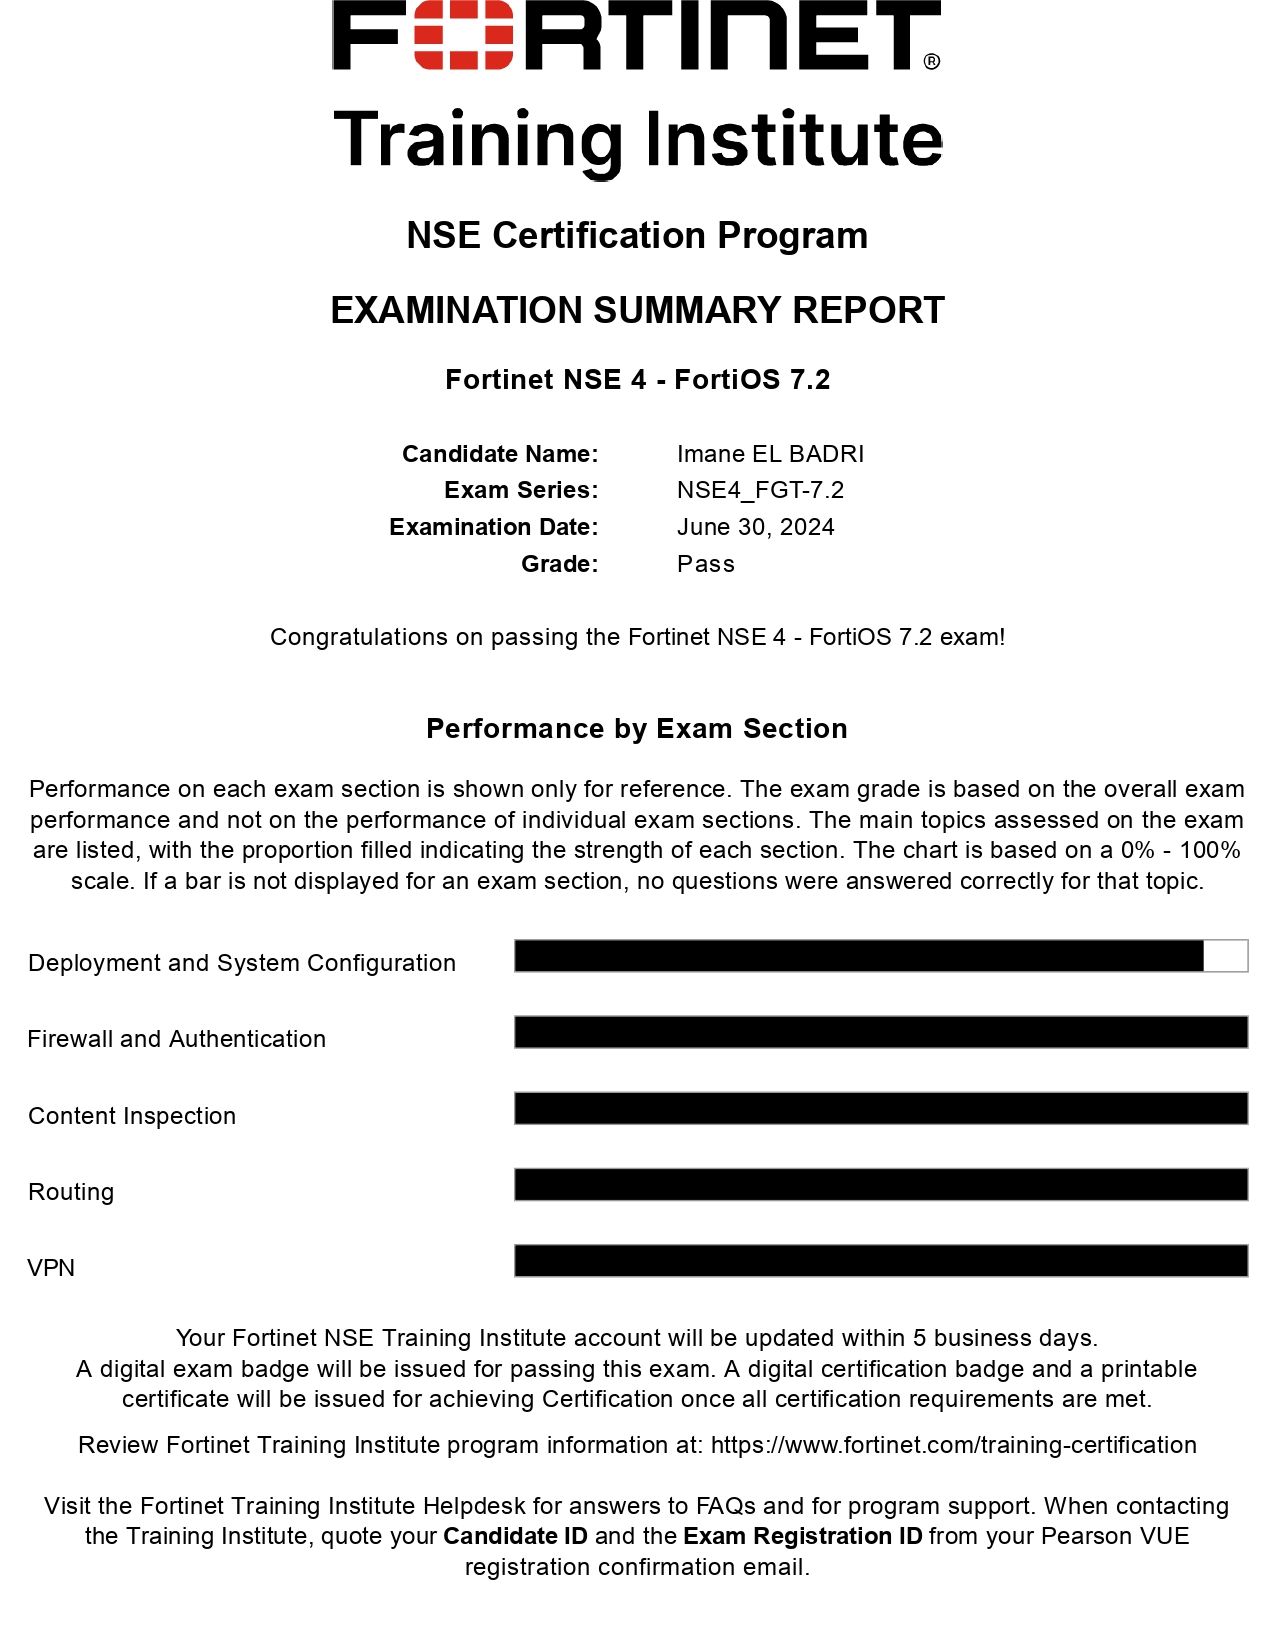 FORTINET®
Training Institute
NSE Certification Program
EXAMINATION SUMMARY REPORT
Fortinet NSE 4 - FortiOS 7.2
Candidate Name: Imane EL BADRI
Exam Series: NSE4_FGT-7.2
Examination Date: June 30, 2024
Grade: Pass
Congratulations on passing the Fortinet NSE 4 - FortiOS 7.2 exam!
Performance by Exam Section
Performance on each exam section is shown only for reference. The exam grade is based on the overall exam
performance and not on the performance of individual exam sections. The main topics assessed on the exam
are listed, with the proportion filled indicating the strength of each section. The chart is based on a 0% - 100%
scale. If a bar is not displayed for an exam section, no questions were answered correctly for that topic.
Deployment and System Configuration
Firewall and Authentication
Content Inspection
Routing
VPN
Your Fortinet NSE Training Institute account will be updated within 5 business days.
A digital exam badge will be issued for passing this exam. A digital certification badge and a printable
certificate will be issued for achieving Certification once all certification requirements are met.
Review Fortinet Training Institute program information at: https://www.fortinet.com/training-certification
Visit the Fortinet Training Institute Helpdesk for answers to FAQs and for program support. When contacting
the Training Institute, quote your Candidate ID and the Exam Registration ID from your Pearson VUE
registration confirmation email.